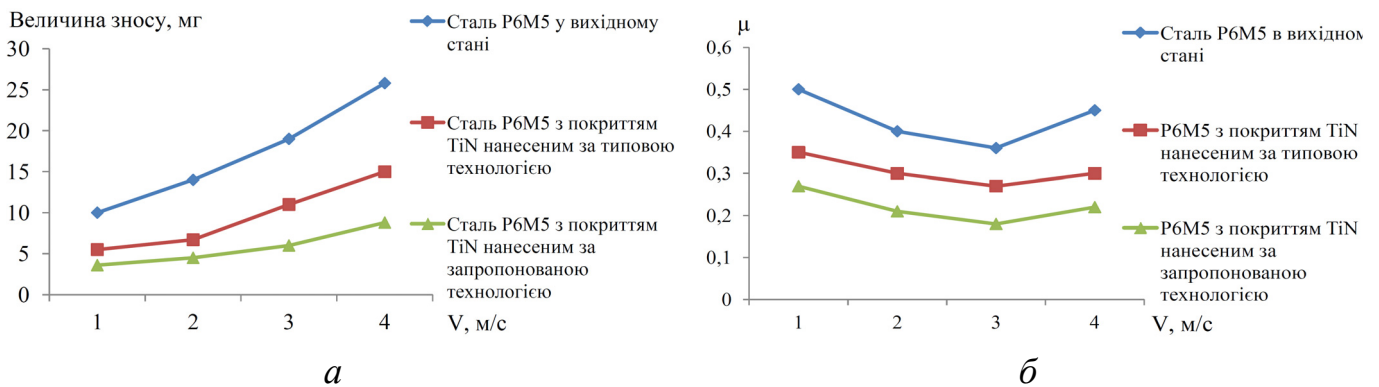 Величина зносу, мг
30
25
20
15
10
5
0
1 2 3 4 V, м/с
Сталь Р6М5 у вихідному
стані
Сталь Р6М5 з покриттям
TiN нанесеним за типовою
технологією
Сталь Р6М5 з покриттям
TiN нанесеним за
запропонованою
технологією
а
μ
0,6
0,5
0,4
0,3
0,2
0,1
0
1 2 3 4 V, м/с
Сталь Р6М5 в вихідном
стані
Р6М5 з покриттям TiN
нанесеним за типовою
технологією
Р6М5 з покриттям TiN
нанесеним за
запропонованою
технологією
б